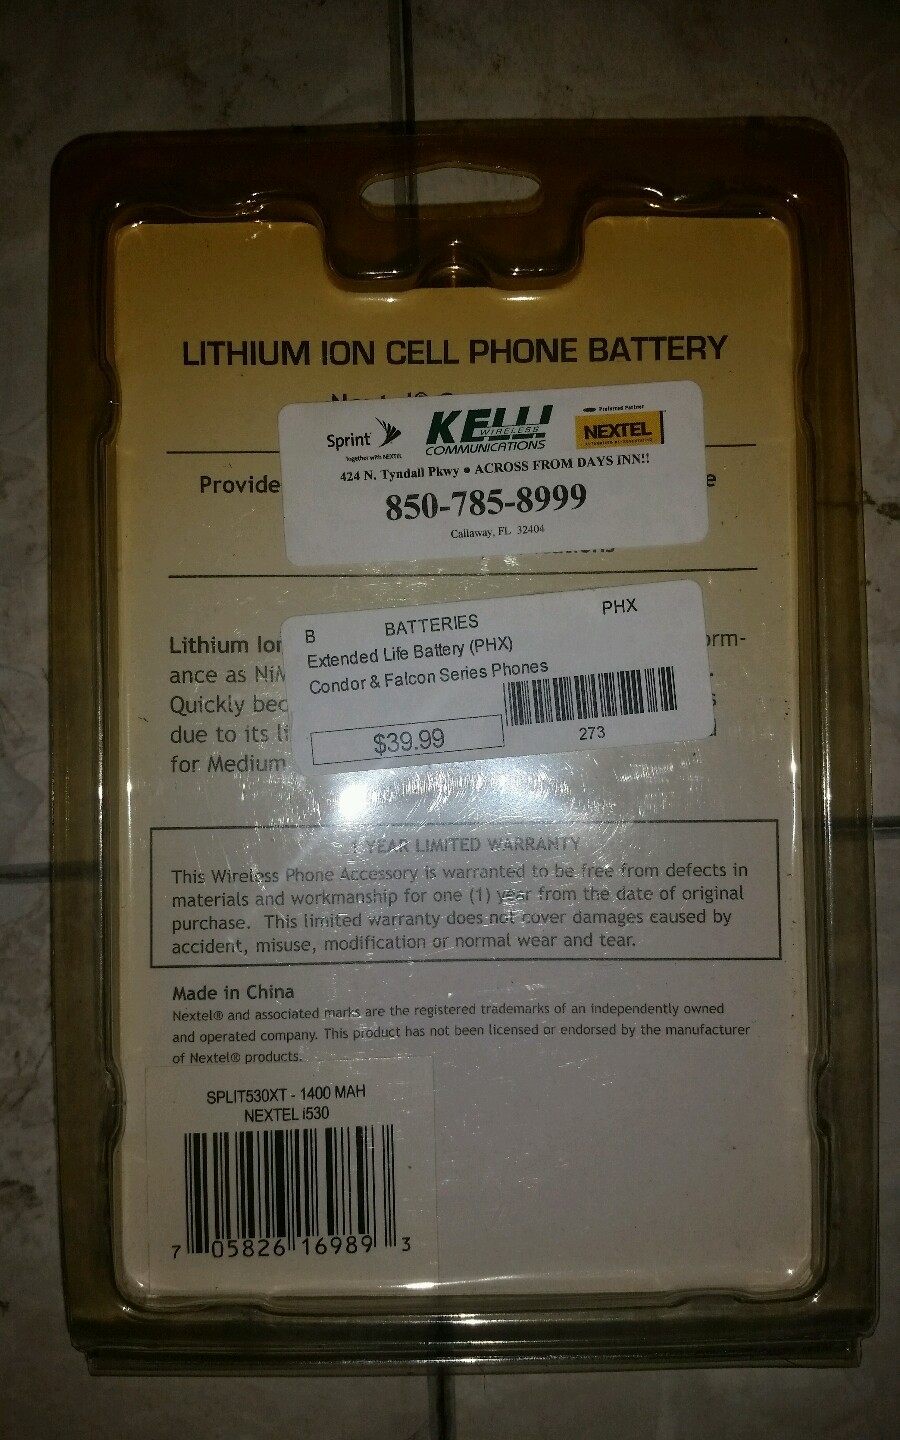 LITHIUM ION CELL PHONE BATTERY
Sprint
Together with NEXTEL
KELLI
WIRELESS
COMMUNICATIONS
Preferred Partner
NEXTEL
424 N. Tyndall Pkwy ● ACROSS FROM DAYS INN!!
850-785-8999
Callaway, FL 32404
Provide
B BATTERIES PHX
Extended Life Battery (PHX)
Condor & Falcon Series Phones
$39.99
273
Lithium Ion orm-
ance as
Quickly
due to its
for Medium
1 YEAR LIMITED WARRANTY
This Wireless Phone Accessory is warranted to be free from defects in
materials and workmanship for one (1) year from the date of original
purchase. This limited warranty does not cover damages caused by
accident, misuse, modification or normal wear and tear.
Made in China
Nextel® and associated marks are the registered trademarks of an independently owned
and operated company. This product has not been licensed or endorsed by the manufacturer
of Nextel® products.
SPLIT530XT - 1400 MAH
NEXTEL i530
7 05826 16989 3